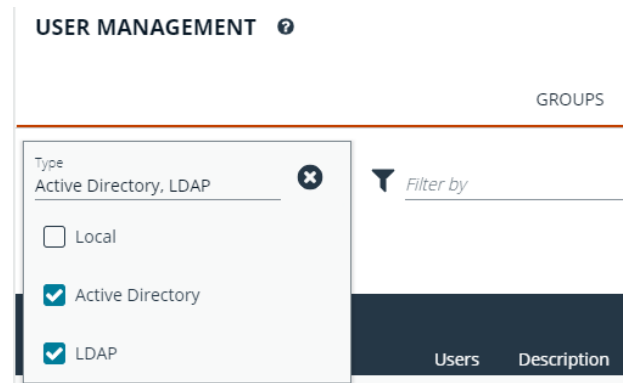 USER MANAGEMENT
GROUPS
Type
Active Directory, LDAP
Filter by
Local
Active Directory
LDAP
Users Description